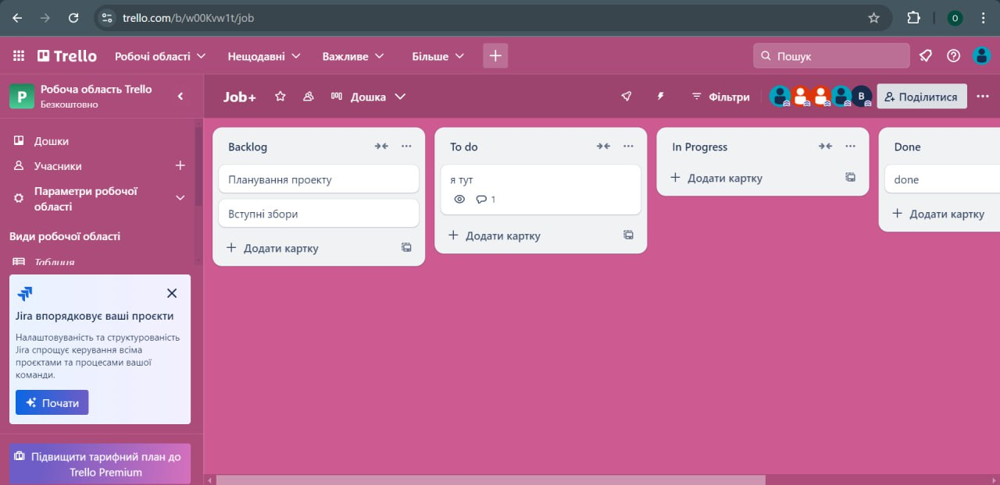 trello.com/b/w00Kvw1t/job
O
Trello
Робочі області
Нещодавні
Важливе
Більше
Пошук
P
Робоча область Trello
Безкоштовно
Job+
Дошка
Фільтри
B
Поділитися
Дошки
Учасники
Параметри робочої
області
Види робочої області
Таблиця
Jira впорядковує ваші проєкти
Налаштовуваність та структурованість
Jira спрощує керування всіма
проєктами та процесами вашої
команди.
Почати
Підвищити тарифний план до
Trello Premium
Backlog
Планування проекту
Вступні збори
Додати картку
To do
я тут
1
Додати картку
In Progress
Додати картку
Done
done
Додати картку